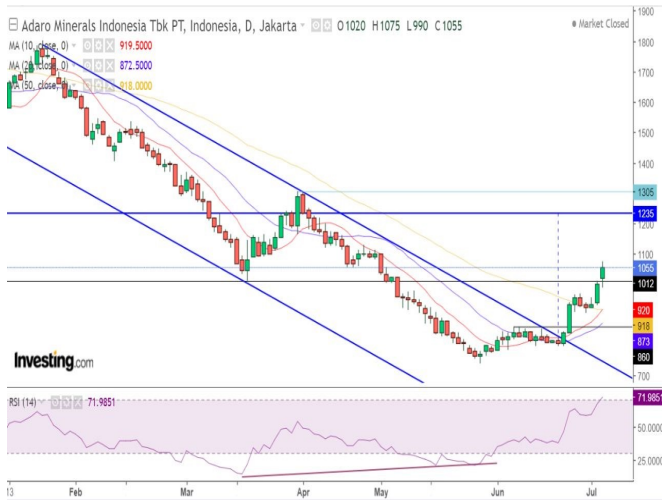 Adaro Minerals Indonesia Tbk PT, Indonesia, D, Jakarta O1020 H1075 L990 C1055
Market Closed
MA (10, close, 0) 919.5000
MA (20, close, 0) 872.5000
MA (50, close, 0) 918.0000
1900
1800
1700
1600
1500
1400
1305
1235
1200
1100
1055
1012
920
918
873
860
700
Investing.com
RSI (14) 71.9851
71.9851
50.0000
25.0000
13 Feb Mar Apr May Jun Jul